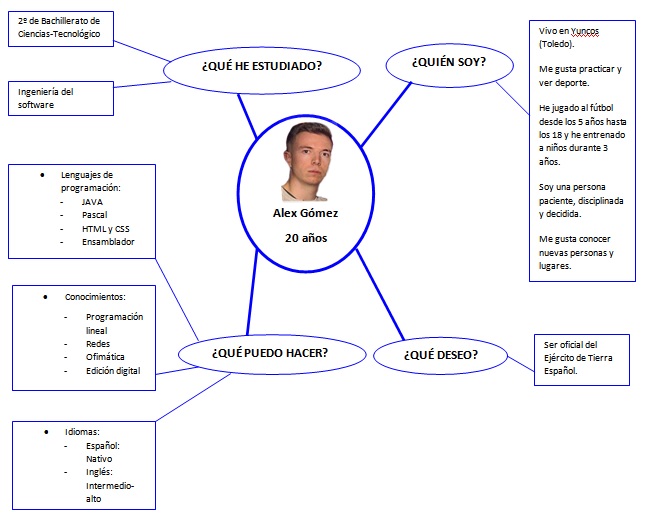 2º de Bachillerato de
Ciencias-Tecnológico
Ingeniería del
software
¿QUÉ HE ESTUDIADO?
¿QUIÉN SOY?
Vivo en Yuncos
(Toledo).
Me gusta practicar y
ver deporte.
He jugado al fútbol
desde los 5 años hasta
los 18 y he entrenado
a niños durante 3
años.
Soy una persona
paciente, disciplinada
y decidida.
Me gusta conocer
nuevas personas y
lugares.
Alex Gómez
20 años
• Lenguajes de
programación:
- JAVA
- Pascal
- HTML y CSS
- Ensamblador
• Conocimientos:
- Programación
lineal
- Redes
- Ofimática
- Edición digital
• Idiomas:
- Español:
Nativo
- Inglés:
Intermedio-
alto
¿QUÉ PUEDO HACER?
¿QUÉ DESEO?
Ser oficial del
Ejército de Tierra
Español.